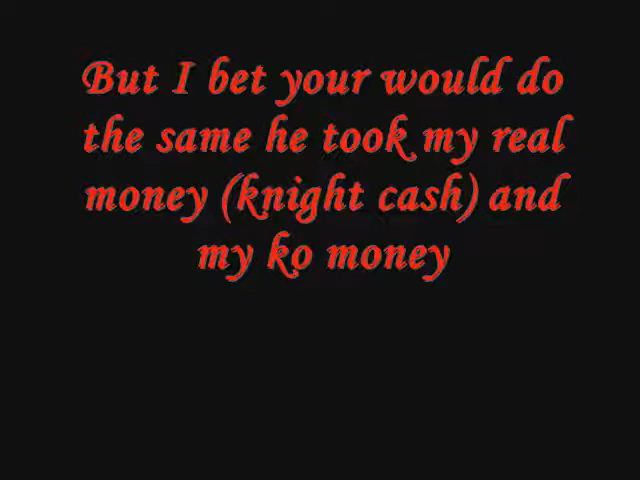 But I bet your would do
the same he took my real
money (knight cash) and
my ko money